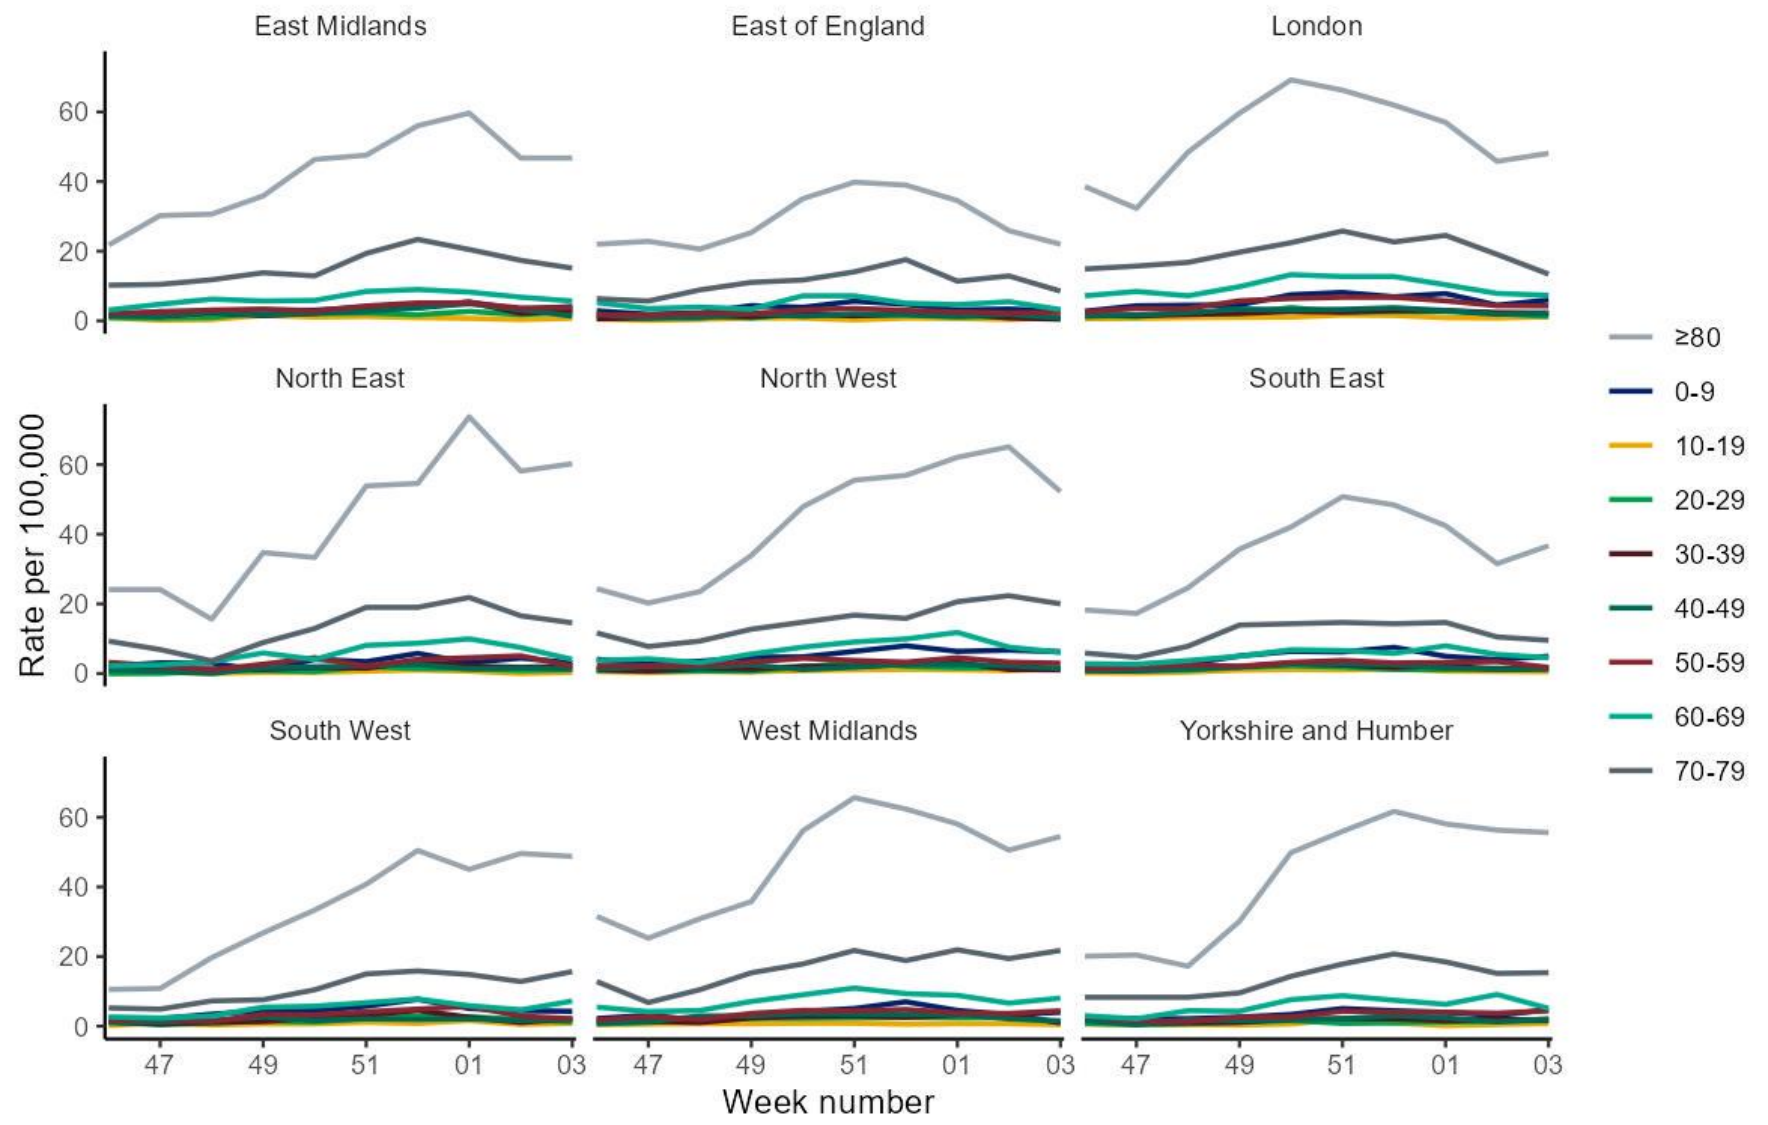 East Midlands
East of England
London
60
40
20
0
North East
North West
South East
60
40
20
0
South West
West Midlands
Yorkshire and Humber
60
40
20
0
47 49 51 01 03
47 49 51 01 03
47 49 51 01 03
Week number
Rate per 100,000
≥80
0-9
10-19
20-29
30-39
40-49
50-59
60-69
70-79